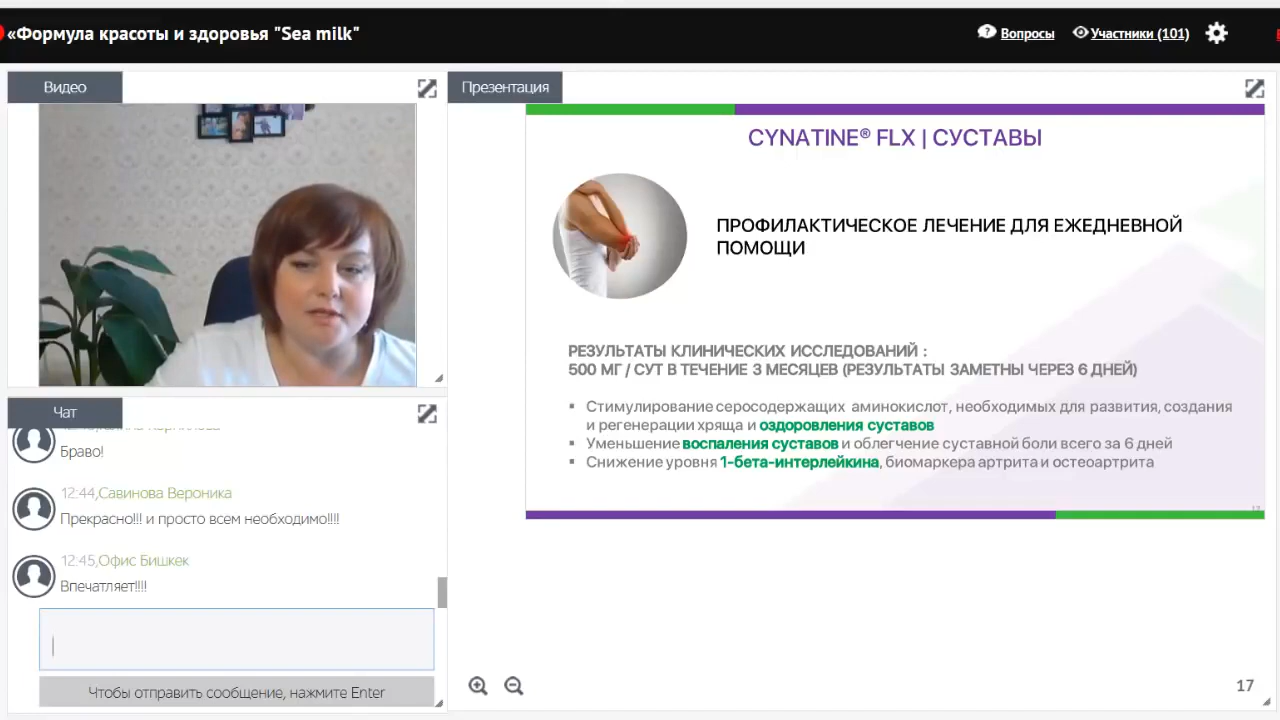 «Формула красоты и здоровья "Sea milk"
Вопросы
Участники (101)
Видео
Презентация
CYNATINE® FLX | СУСТАВЫ
ПРОФИЛАКТИЧЕСКОЕ ЛЕЧЕНИЕ ДЛЯ ЕЖЕДНЕВНОЙ
ПОМОЩИ
РЕЗУЛЬТАТЫ КЛИНИЧЕСКИХ ИССЛЕДОВАНИЙ :
500 МГ / СУТ В ТЕЧЕНИЕ 3 МЕСЯЦЕВ (РЕЗУЛЬТАТЫ ЗАМЕТНЫ ЧЕРЕЗ 6 ДНЕЙ)
▪ Стимулирование серосодержащих аминокислот, необходимых для развития, создания
и регенерации хряща и оздоровления суставов
▪ Уменьшение воспаления суставов и облегчение суставной боли всего за 6 дней
▪ Снижение уровня 1-бета-интерлейкина, биомаркера артрита и остеоартрита
17
Чат
Браво!
12:44,Савинова Вероника
Прекрасно!!! и просто всем необходимо!!!!
12:45,Офис Бишкек
Впечатляет!!!!
Чтобы отправить сообщение, нажмите Enter
17